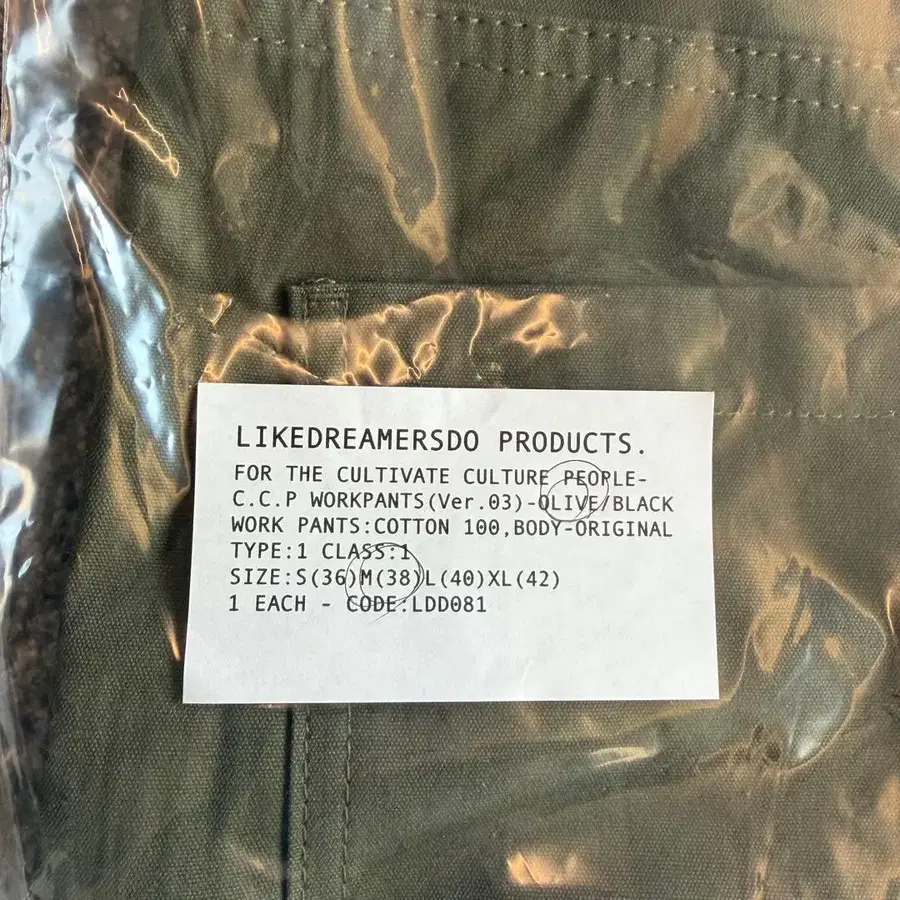 LIKEDREAMERSDO PRODUCTS.
FOR THE CULTIVATE CULTURE PEOPLE-
C.C.P WORKPANTS(Ver.03)-OLIVE/BLACK
WORK PANTS:COTTON 100,BODY-ORIGINAL
TYPE:1 CLASS:1
SIZE:S(36)M(38)L(40)XL(42)
1 EACH - CODE:LDD081